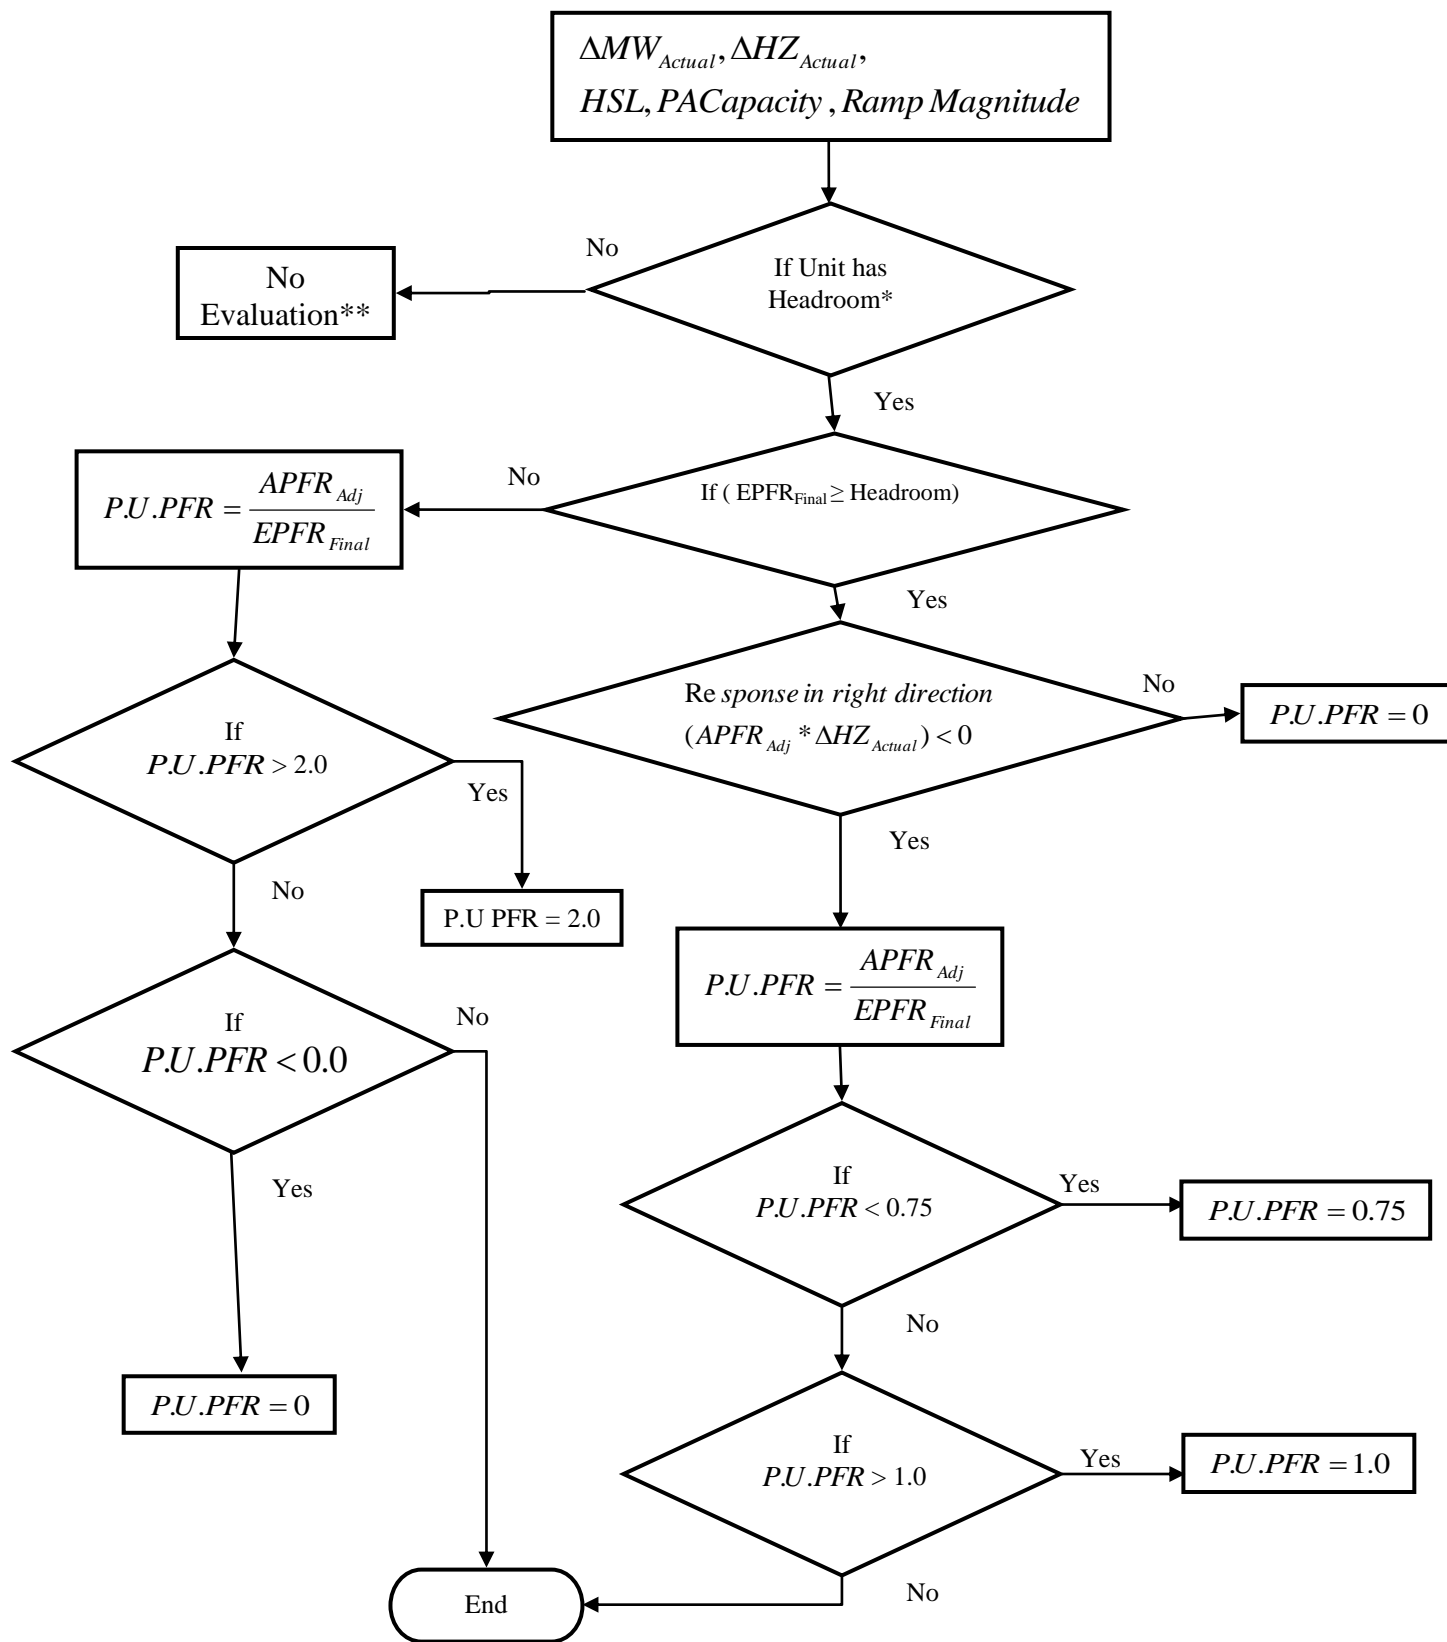 ΔMW_Actual, ΔHZ_Actual,
HSL, PACapacity , Ramp Magnitude
No
If Unit has
Headroom*
No
Evaluation**
Yes
No
If ( EPFR_Final ≥ Headroom)
P.U.PFR = APFR_Adj / EPFR_Final
Yes
Re sponse in right direction
(APFR_Adj * ΔHZ_Actual) < 0
No
P.U.PFR = 0
If
P.U.PFR > 2.0
Yes
Yes
No
P.U PFR = 2.0
P.U.PFR = APFR_Adj / EPFR_Final
If
P.U.PFR < 0.0
No
Yes
If
P.U.PFR < 0.75
Yes
P.U.PFR = 0.75
No
P.U.PFR = 0
If
P.U.PFR > 1.0
Yes
P.U.PFR = 1.0
No
End